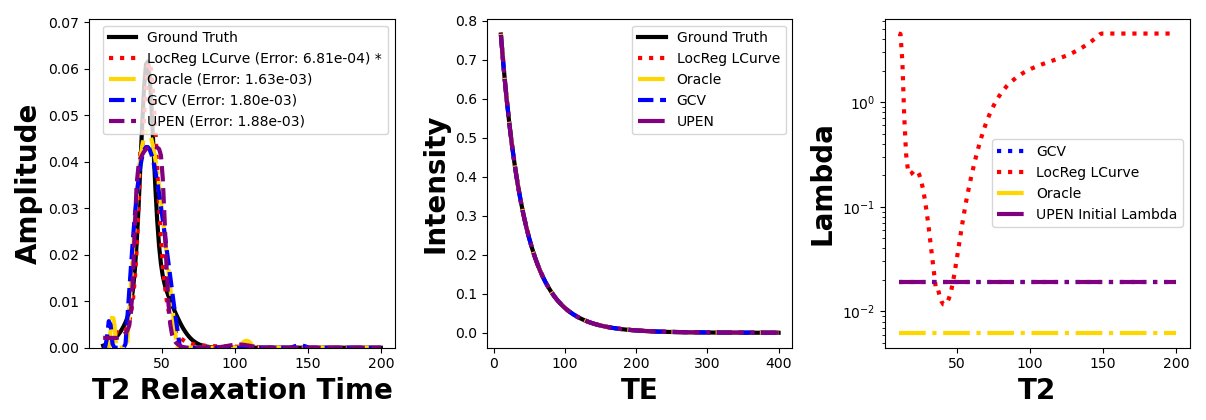 Amplitude
0.07
0.06
0.05
0.04
0.03
0.02
0.01
0.00
50
100
150
200
T2 Relaxation Time
Ground Truth
LocReg LCurve (Error: 6.81e-04) *
Oracle (Error: 1.63e-03)
GCV (Error: 1.80e-03)
UPEN (Error: 1.88e-03)
Intensity
0.8
0.7
0.6
0.5
0.4
0.3
0.2
0.1
0.0
0
100
200
300
400
TE
Ground Truth
LocReg LCurve
Oracle
GCV
UPEN
Lambda
10⁰
10⁻¹
10⁻²
50
100
150
200
T2
GCV
LocReg LCurve
Oracle
UPEN Initial Lambda